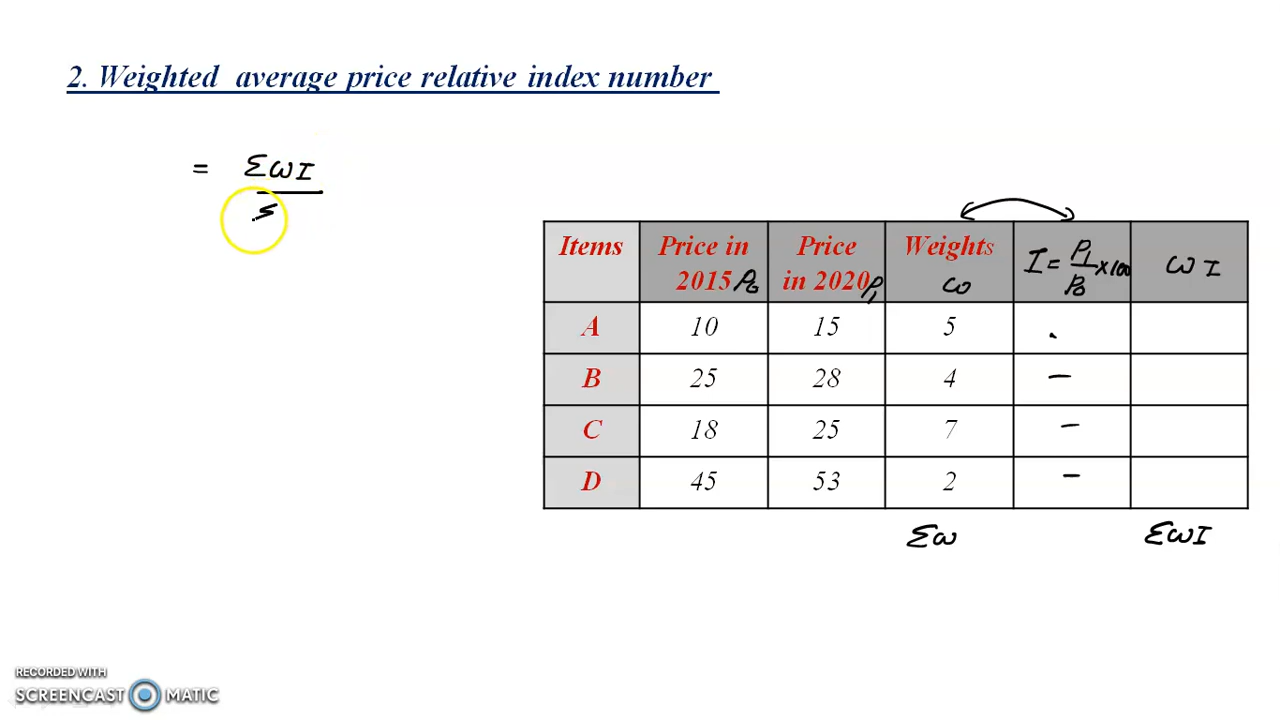 2. Weighted average price relative index number
= ΣωI
Items Price in 2015 P₀ Price in 2020 P₁ Weights ω I = P₁/P₀ × 100 ωI
A 10 15 5 .
B 25 28 4 –
C 18 25 7 –
D 45 53 2 –
Σω ΣωI
RECORDED WITH
SCREENCAST MATIC